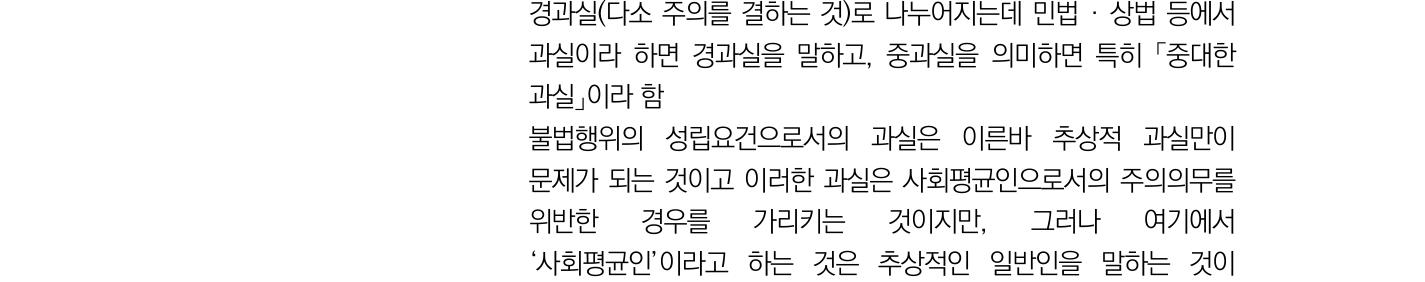 경과실(다소 주의를 결하는 것)로 나누어지는데 민법 · 상법 등에서
과실이라 하면 경과실을 말하고, 중과실을 의미하면 특히 「중대한
과실」이라 함
불법행위의 성립요건으로서의 과실은 이른바 추상적 과실만이
문제가 되는 것이고 이러한 과실은 사회평균인으로서의 주의의무를
위반한 경우를 가리키는 것이지만, 그러나 여기에서
‘사회평균인’이라고 하는 것은 추상적인 일반인을 말하는 것이